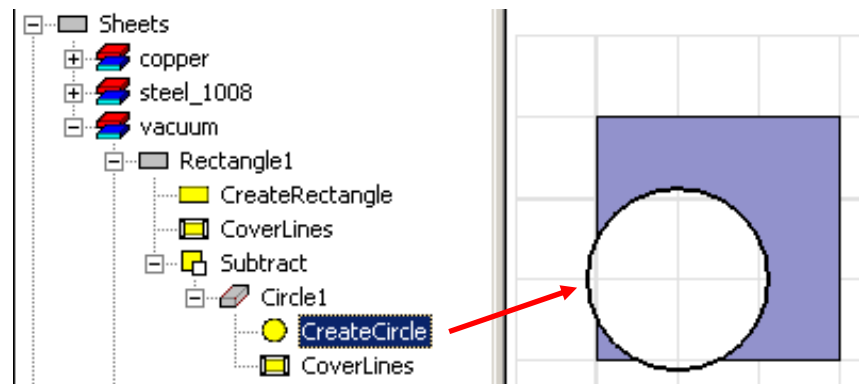 Sheets
copper
steel_1008
vacuum
Rectangle1
CreateRectangle
CoverLines
Subtract
Circle1
CreateCircle
CoverLines